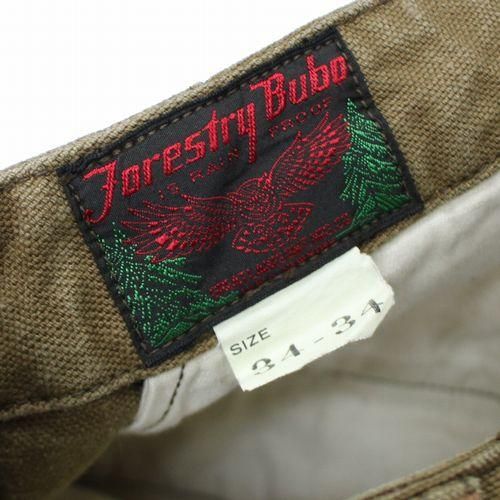 Forestry Bubo
IS RAIN PROOF
SIZE
34-34